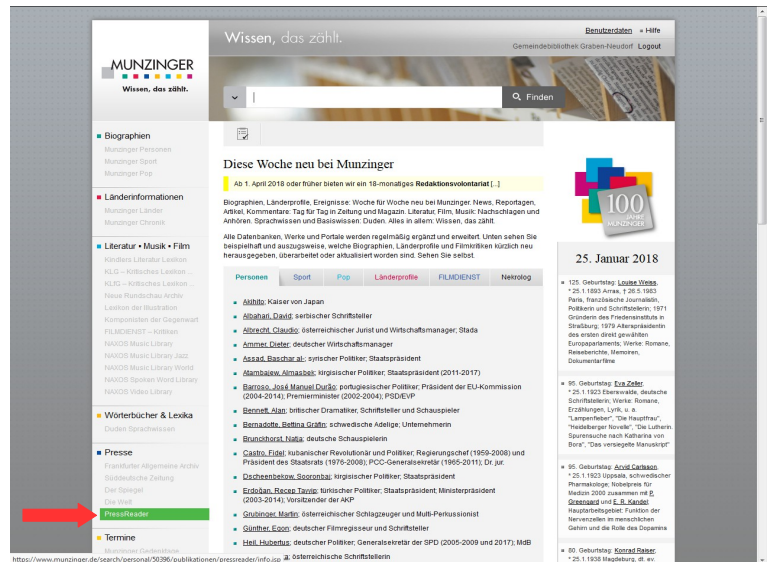 Wissen, das zählt.
Benutzerdaten » Hilfe
Gemeindebibliothek Graben-Neudorf Logout
MUNZINGER
Wissen, das zählt.
Finden
Biographien
Munzinger Personen
Munzinger Sport
Munzinger Pop
Länderinformationen
Munzinger Länder
Munzinger Chronik
Literatur • Musik • Film
Kindlers Literatur Lexikon
KLG – Kritisches Lexikon ...
KLfG – Kritisches Lexikon ...
Neue Rundschau Archiv
Lexikon der Illustration
Komponisten der Gegenwart
FILMDIENST – Kritiken
NAXOS Music Library
NAXOS Music Library Jazz
NAXOS Music Library World
NAXOS Spoken Word Library
NAXOS Video Library
Wörterbücher & Lexika
Duden Sprachwissen
Presse
Frankfurter Allgemeine Archiv
Süddeutsche Zeitung
Der Spiegel
Die Welt
PressReader
Termine
Munzinger Gedenktage
https://www.munzinger.de/search/personal/50396/publikationen/pressreader/info.jsp
Diese Woche neu bei Munzinger
Ab 1. April 2018 oder früher bieten wir ein 18-monatiges Redaktionsvolontariat [...]
Biographien, Länderprofile, Ereignisse: Woche für Woche neu bei Munzinger. News, Reportagen,
Artikel, Kommentare: Tag für Tag in Zeitung und Magazin. Literatur, Film, Musik: Nachschlagen und
Anhören. Sprachwissen und Basiswissen: Duden. Alles in allem: Wissen, das zählt.
Alle Datenbanken, Werke und Portale werden regelmäßig ergänzt und erweitert. Unten sehen Sie
beispielhaft und auszugsweise, welche Biographien, Länderprofile und Filmkritiken kürzlich neu
herausgegeben, überarbeitet oder aktualisiert worden sind. Sehen Sie selbst.
Personen Sport Pop Länderprofile FILMDIENST Nekrolog
Akihito; Kaiser von Japan
Albahari, David; serbischer Schriftsteller
Albrecht, Claudio; österreichischer Jurist und Wirtschaftsmanager; Stada
Ammer, Dieter; deutscher Wirtschaftsmanager
Assad, Baschar al-; syrischer Politiker; Staatspräsident
Atambajew, Almasbek; kirgisischer Politiker; Staatspräsident (2011-2017)
Barroso, José Manuel Durão; portugiesischer Politiker; Präsident der EU-Kommission
(2004-2014); Premierminister (2002-2004); PSD/EVP
Bennett, Alan; britischer Dramatiker, Schriftsteller und Schauspieler
Bernadotte, Bettina Gräfin; schwedische Adelige; Unternehmerin
Brunckhorst, Natja; deutsche Schauspielerin
Castro, Fidel; kubanischer Revolutionär und Politiker; Regierungschef (1959-2008) und
Präsident des Staatsrats (1976-2008); PCC-Generalsekretär (1965-2011); Dr. jur.
Dscheenbekow, Sooronbai; kirgisischer Politiker; Staatspräsident
Erdoğan, Recep Tayyip; türkischer Politiker; Staatspräsident; Ministerpräsident
(2003-2014); Vorsitzender der AKP
Grubinger, Martin; österreichischer Schlagzeuger und Multi-Perkussionist
Günther, Egon; deutscher Filmregisseur und Schriftsteller
Heil, Hubertus; deutscher Politiker; Generalsekretär der SPD (2005-2009 und 2017); MdB
a; österreichische Schriftstellerin
100
JAHRE
MUNZINGER
25. Januar 2018
125. Geburtstag: Louise Weiss,
* 25.1.1893 Arras, † 26.5.1983
Paris, französische Journalistin,
Politikerin und Schriftstellerin; 1971
Gründerin des Friedensinstituts in
Straßburg; 1979 Alterspräsidentin
des ersten direkt gewählten
Europaparlaments; Werke: Romane,
Reiseberichte, Memoiren,
Dokumentarfilme
95. Geburtstag: Eva Zeller,
* 25.1.1923 Eberswalde, deutsche
Schriftstellerin; Werke: Romane,
Erzählungen, Lyrik, u. a.
"Lampenfieber", "Die Hauptfrau",
"Heidelberger Novelle", "Die Lutherin.
Spurensuche nach Katharina von
Bora", "Das versiegelte Manuskript"
95. Geburtstag: Arvid Carlsson,
* 25.1.1923 Uppsala, schwedischer
Pharmakologe; Nobelpreis für
Medizin 2000 zusammen mit P.
Greengard und E. R. Kandel;
Hauptarbeitsgebiet: Funktion der
Nervenzellen im menschlichen
Gehirn und die Rolle des Dopamins
80. Geburtstag: Konrad Raiser,
* 25.1.1938 Magdeburg, dt. ev.